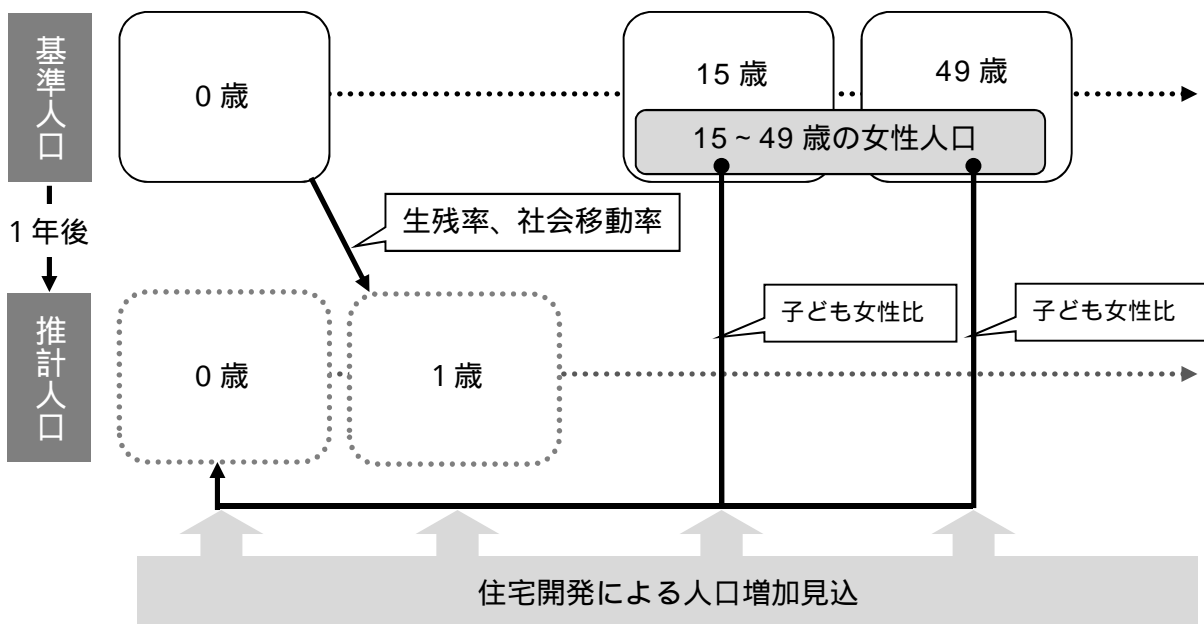 基準人口
0 歳
15 歳
49 歳
15 ~ 49 歳の女性人口
生残率、社会移動率
1 年後
子ども女性比
子ども女性比
推計人口
0 歳
1 歳
住宅開発による人口増加見込